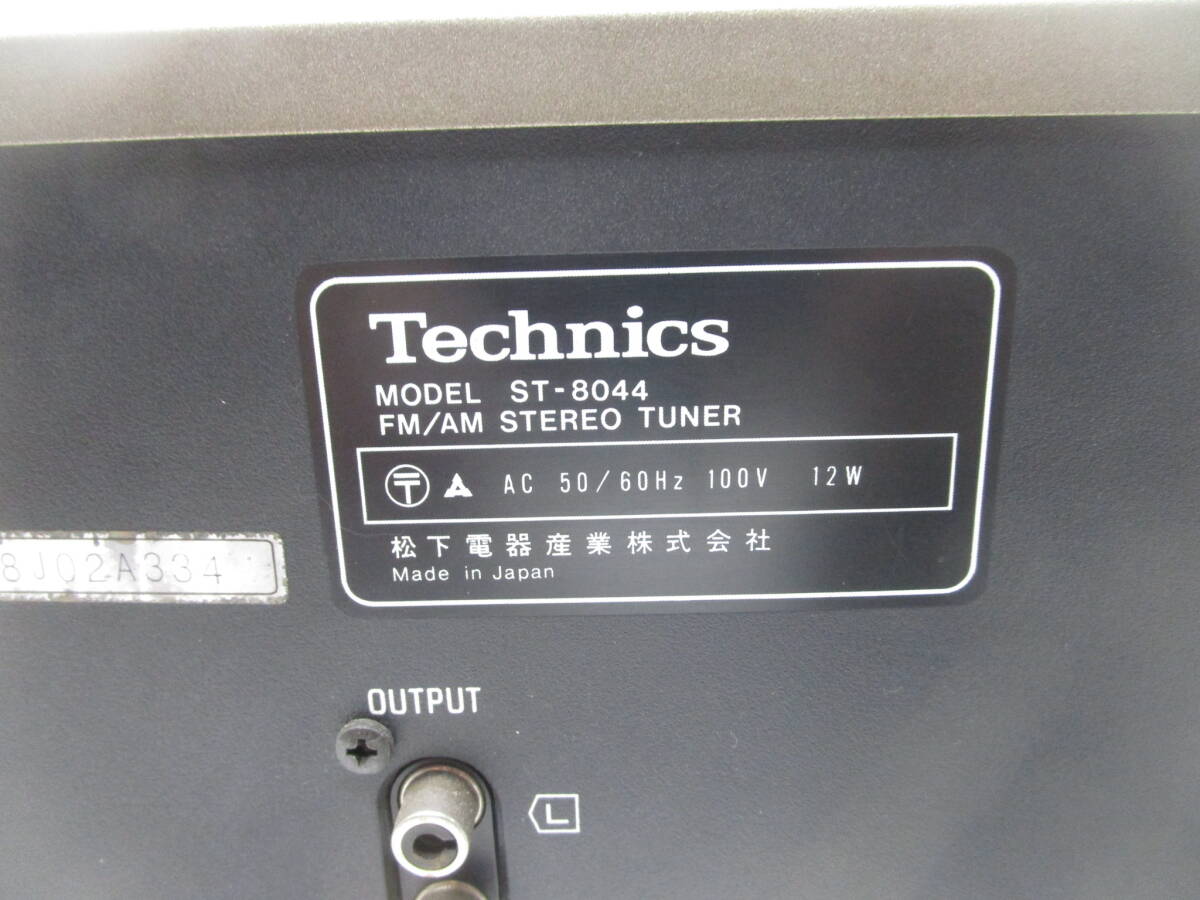 Technics
MODEL ST-8044
FM/AM STEREO TUNER
AC 50/60Hz 100V 12W
松下電器産業株式会社
Made in Japan
8J02A334
OUTPUT
L